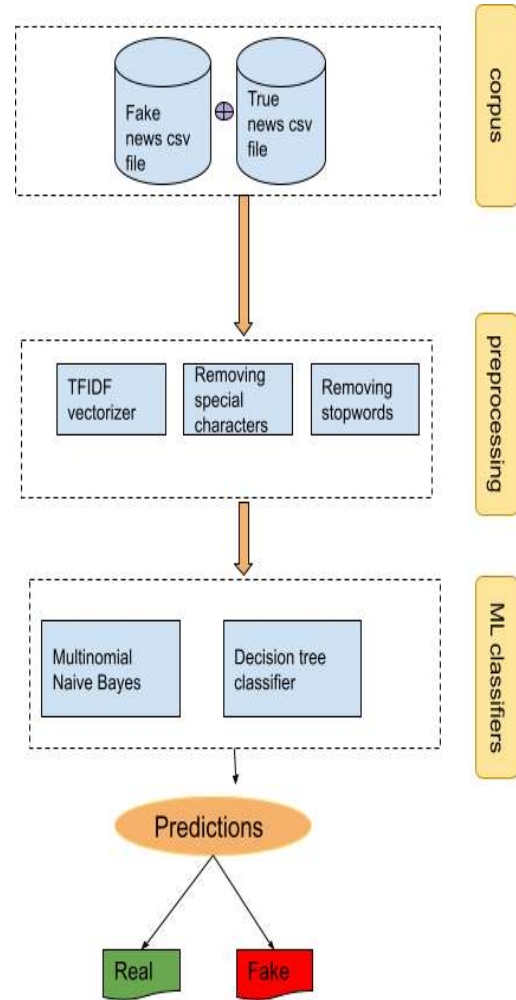 Fake
news csv
file
True
news csv
file
corpus
TFIDF
vectorizer
Removing
special
characters
Removing
stopwords
preprocessing
Multinomial
Naive Bayes
Decision tree
classifier
ML classifiers
Predictions
Real
Fake